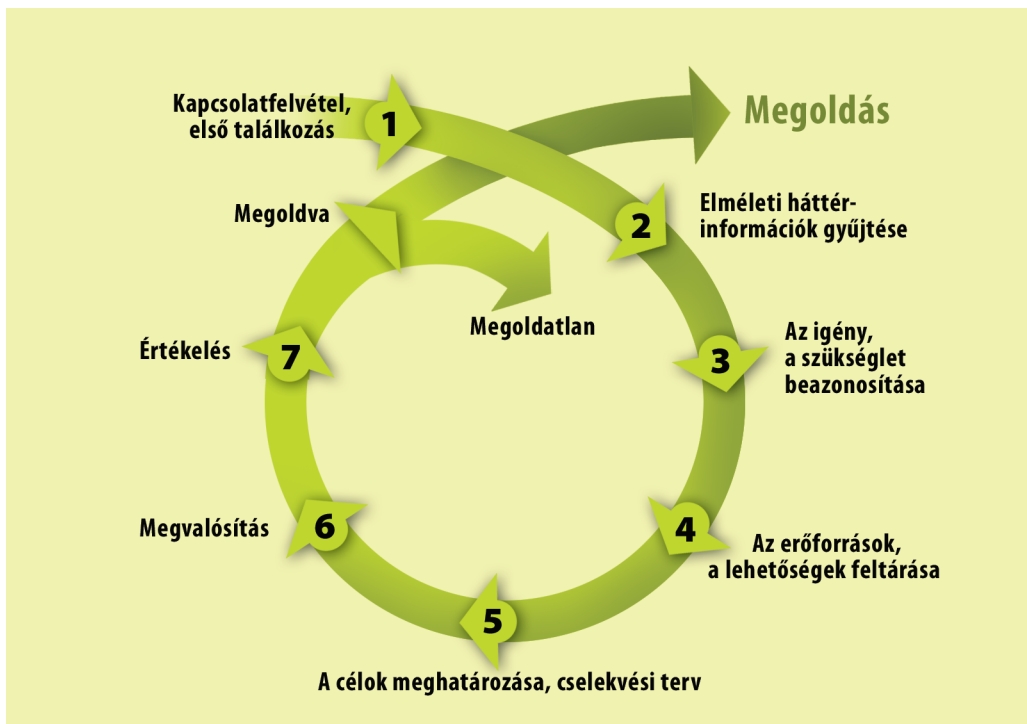 Kapcsolatfelvétel,
első találkozás
1
Megoldás
Megoldva
2
Elméleti háttér-
információk gyűjtése
Megoldatlan
Értékelés
7
3
Az igény,
a szükséglet
beazonosítása
Megvalósítás
6
4
Az erőforrások,
a lehetőségek feltárása
5
A célok meghatározása, cselekvési terv